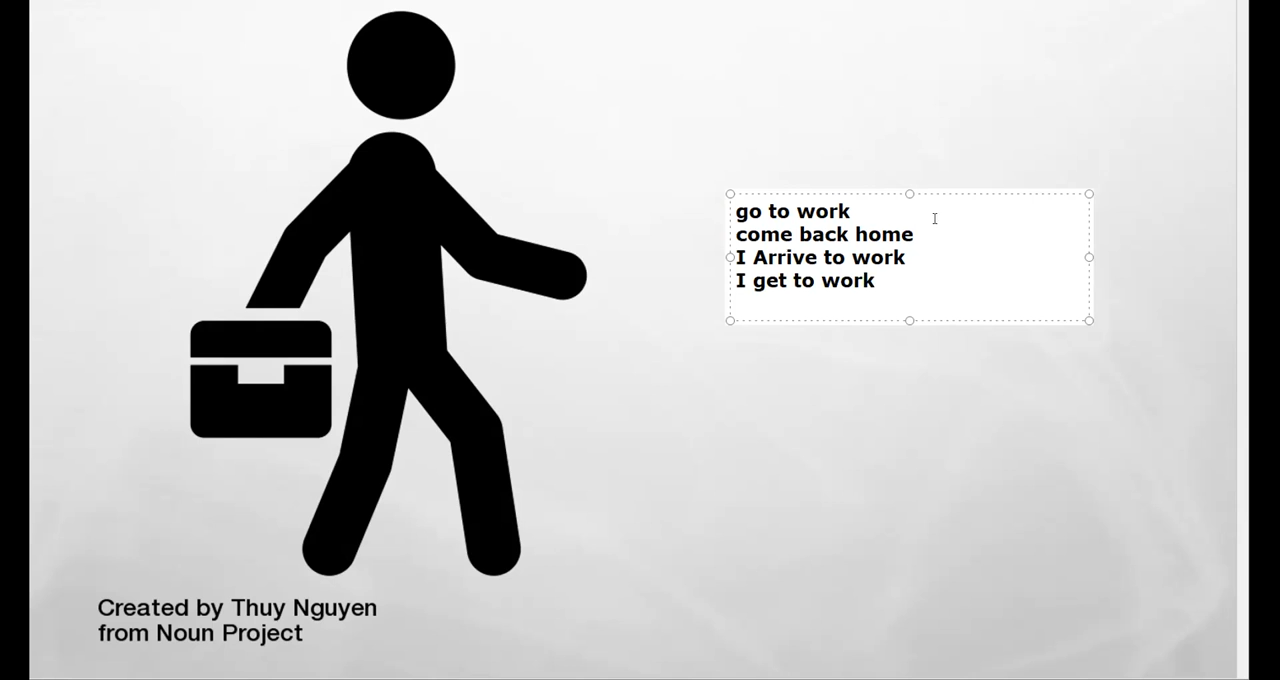 go to work
come back home
I Arrive to work
I get to work
Created by Thuy Nguyen
from Noun Project